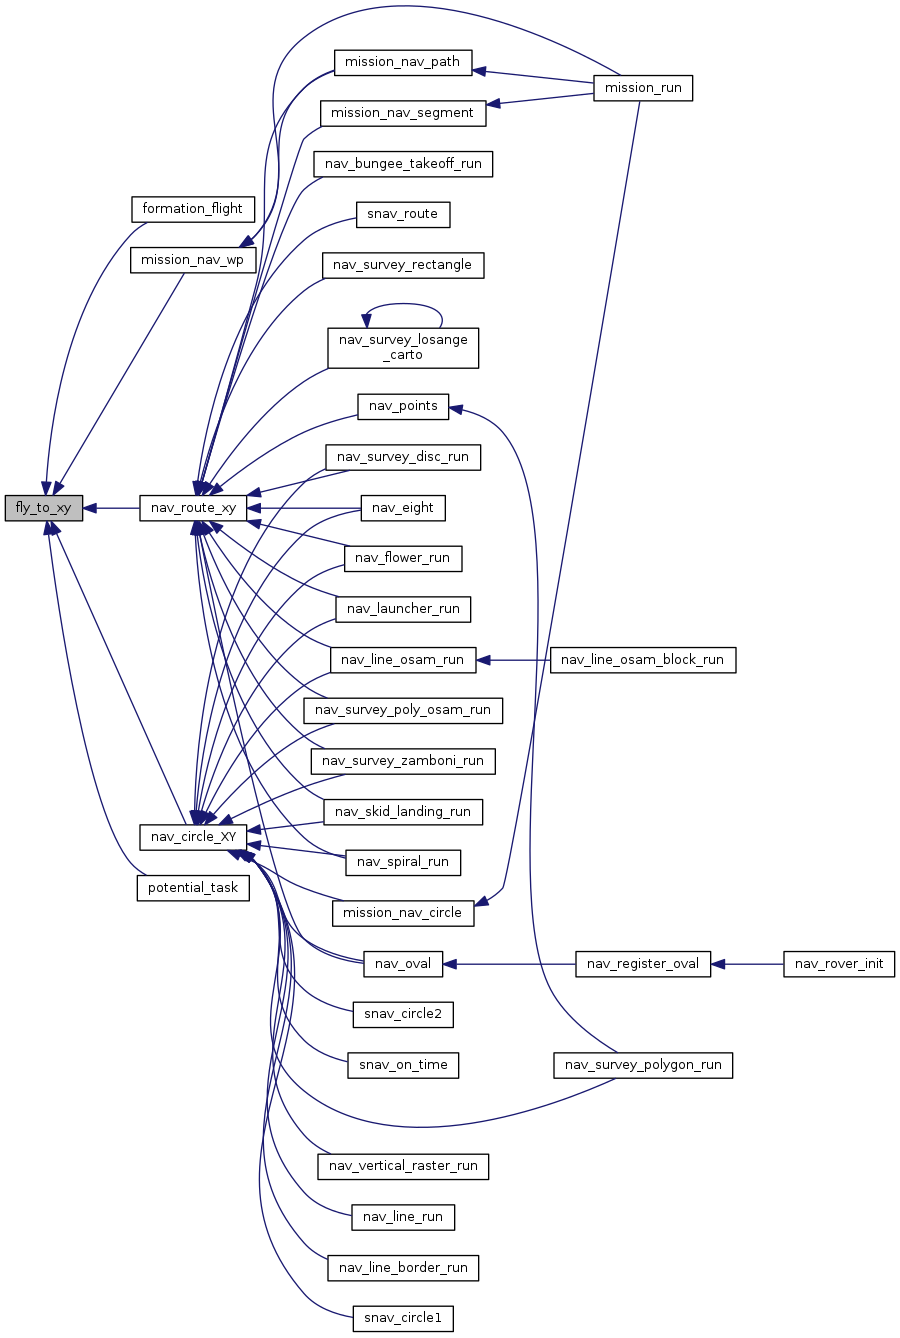 mission_nav_path
mission_run
mission_nav_segment
nav_bungee_takeoff_run
formation_flight
snav_route
mission_nav_wp
nav_survey_rectangle
nav_survey_losange
_carto
nav_points
nav_survey_disc_run
fly_to_xy
nav_route_xy
nav_eight
nav_flower_run
nav_launcher_run
nav_line_osam_run
nav_line_osam_block_run
nav_survey_poly_osam_run
nav_survey_zamboni_run
nav_skid_landing_run
nav_circle_XY
nav_spiral_run
potential_task
mission_nav_circle
nav_oval
nav_register_oval
nav_rover_init
snav_circle2
snav_on_time
nav_survey_polygon_run
nav_vertical_raster_run
nav_line_run
nav_line_border_run
snav_circle1